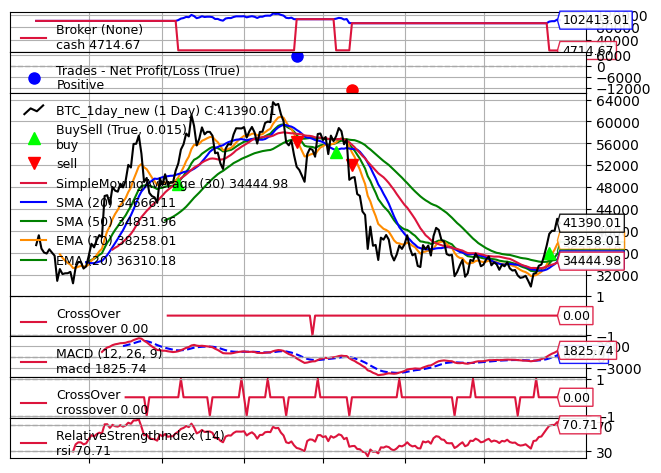 Broker (None)
cash 4714.67
102413.01
40000
4714.67
Trades - Net Profit/Loss (True)
Positive
6000
0
−6000
−12000
BTC_1day_new (1 Day) C:41390.01
BuySell (True, 0.015)
buy
sell
SimpleMovingAverage (30) 34444.98
SMA (20) 34666.11
SMA (50) 34831.96
EMA (10) 38258.01
EMA (20) 36310.18
64000
60000
56000
52000
48000
44000
41390.01
38258.01
34444.98
32000
CrossOver
crossover 0.00
1
0.00
−1
MACD (12, 26, 9)
macd 1825.74
1825.74
−3000
CrossOver
crossover 0.00
1
0.00
−1
RelativeStrengthIndex (14)
rsi 70.71
70.71
30